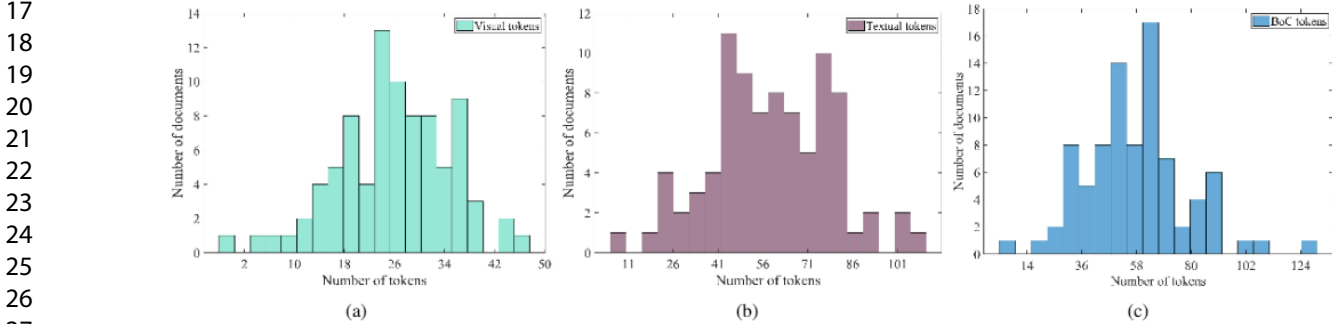 17
18
19
20
21
22
23
24
25
26
27
Visual tokens
14
12
10
8
6
4
2
0
Number of documents
2 10 18 26 34 42 50
Number of tokens
(a)
Textual tokens
12
10
8
6
4
2
0
Number of documents
11 26 41 56 71 86 101
Number of tokens
(b)
BoC tokens
18
16
14
12
10
8
6
4
2
0
Number of documents
14 36 58 80 102 124
Number of tokens
(c)